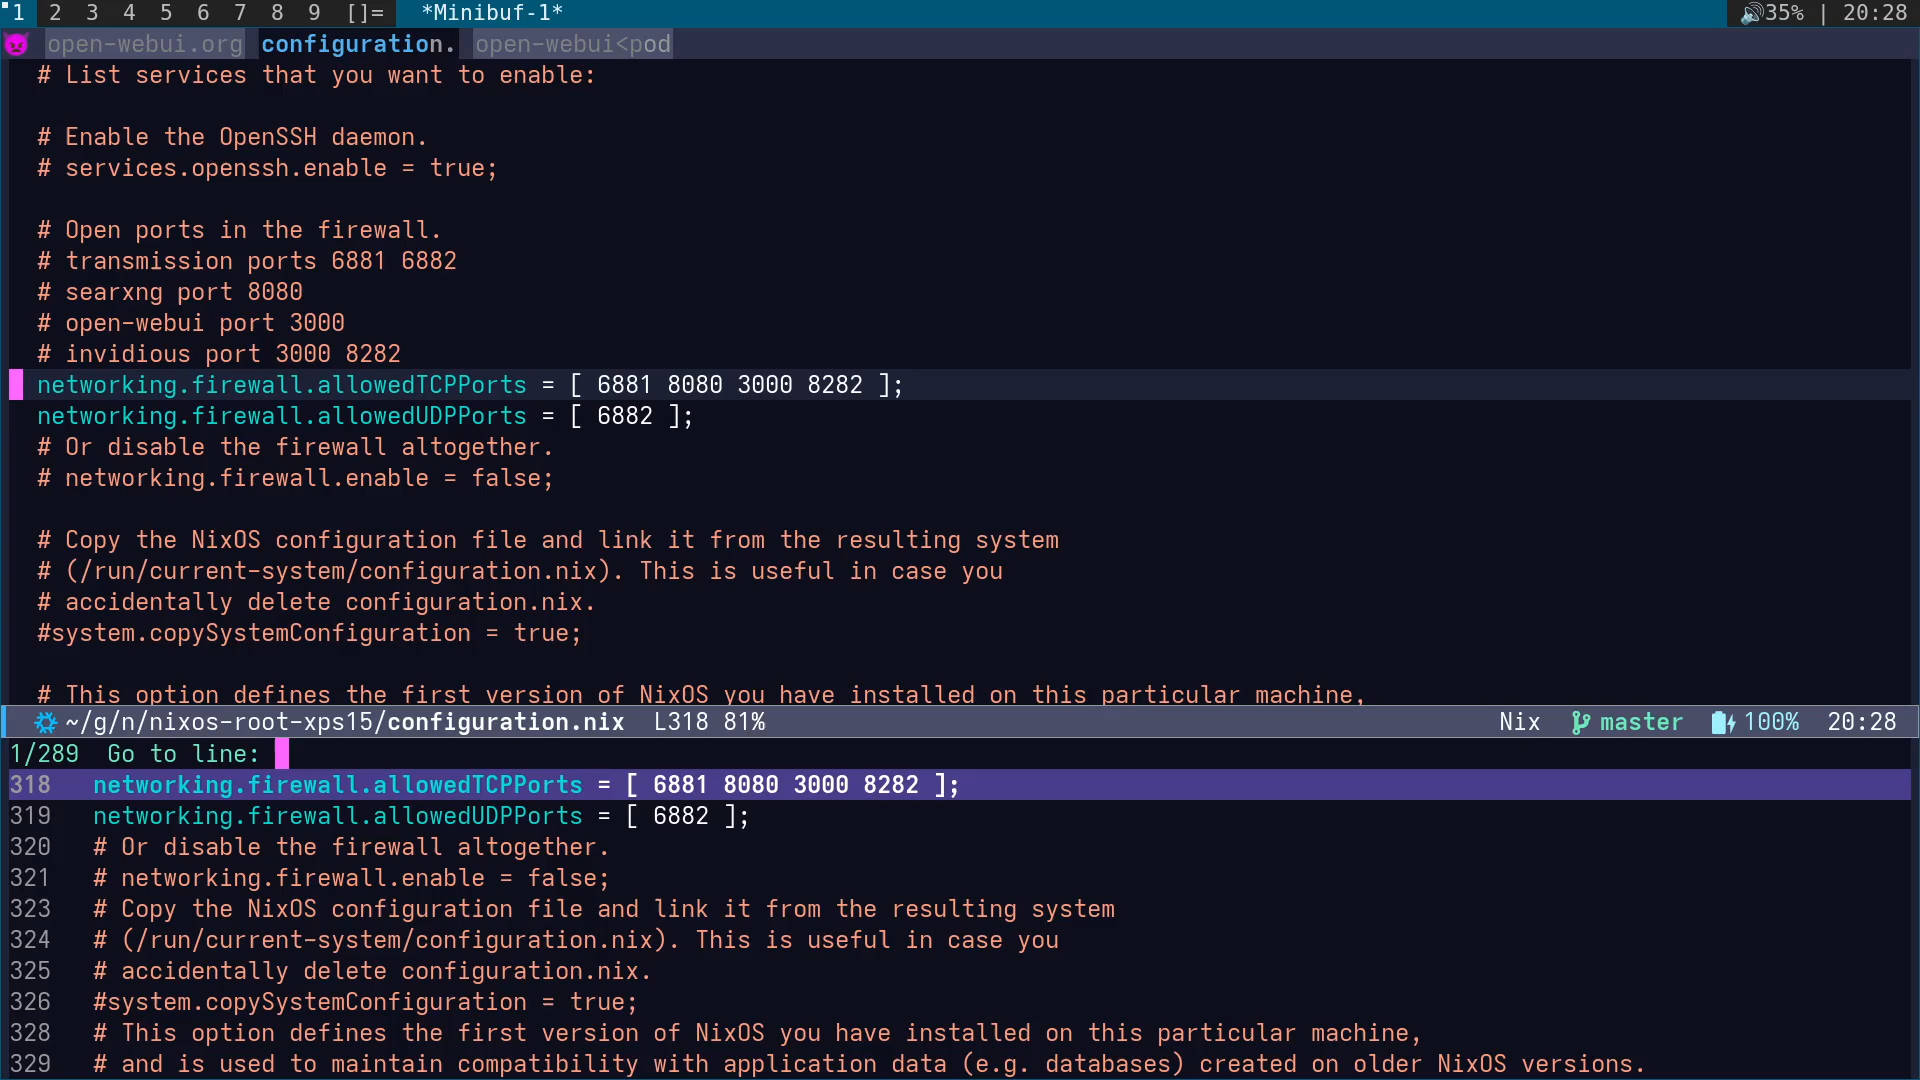 1 2 3 4 5 6 7 8 9 []= *Minibuf-1* 35% | 20:28
open-webui.org configuration. open-webui<pod
# List services that you want to enable:
# Enable the OpenSSH daemon.
# services.openssh.enable = true;
# Open ports in the firewall.
# transmission ports 6881 6882
# searxng port 8080
# open-webui port 3000
# invidious port 3000 8282
networking.firewall.allowedTCPPorts = [ 6881 8080 3000 8282 ];
networking.firewall.allowedUDPPorts = [ 6882 ];
# Or disable the firewall altogether.
# networking.firewall.enable = false;
# Copy the NixOS configuration file and link it from the resulting system
# (/run/current-system/configuration.nix). This is useful in case you
# accidentally delete configuration.nix.
#system.copySystemConfiguration = true;
# This option defines the first version of NixOS you have installed on this particular machine,
~/g/n/nixos-root-xps15/configuration.nix L318 81% Nix master 100% 20:28
1/289 Go to line:
318 networking.firewall.allowedTCPPorts = [ 6881 8080 3000 8282 ];
319 networking.firewall.allowedUDPPorts = [ 6882 ];
320 # Or disable the firewall altogether.
321 # networking.firewall.enable = false;
323 # Copy the NixOS configuration file and link it from the resulting system
324 # (/run/current-system/configuration.nix). This is useful in case you
325 # accidentally delete configuration.nix.
326 #system.copySystemConfiguration = true;
328 # This option defines the first version of NixOS you have installed on this particular machine,
329 # and is used to maintain compatibility with application data (e.g. databases) created on older NixOS versions.